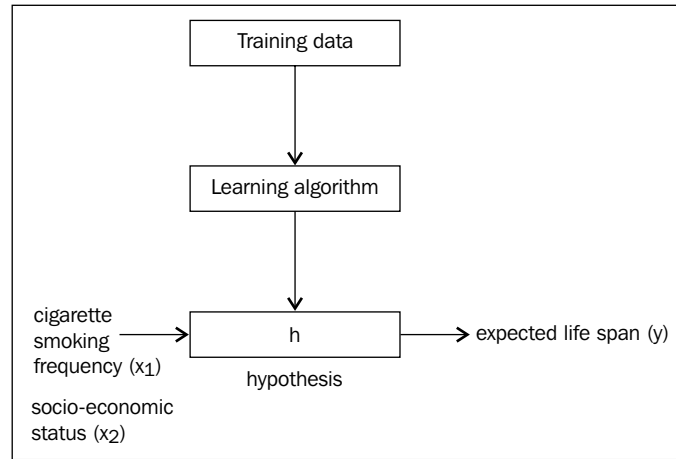 Training data
Learning algorithm
cigarette
smoking
frequency (x1)
h
expected life span (y)
hypothesis
socio-economic
status (x2)